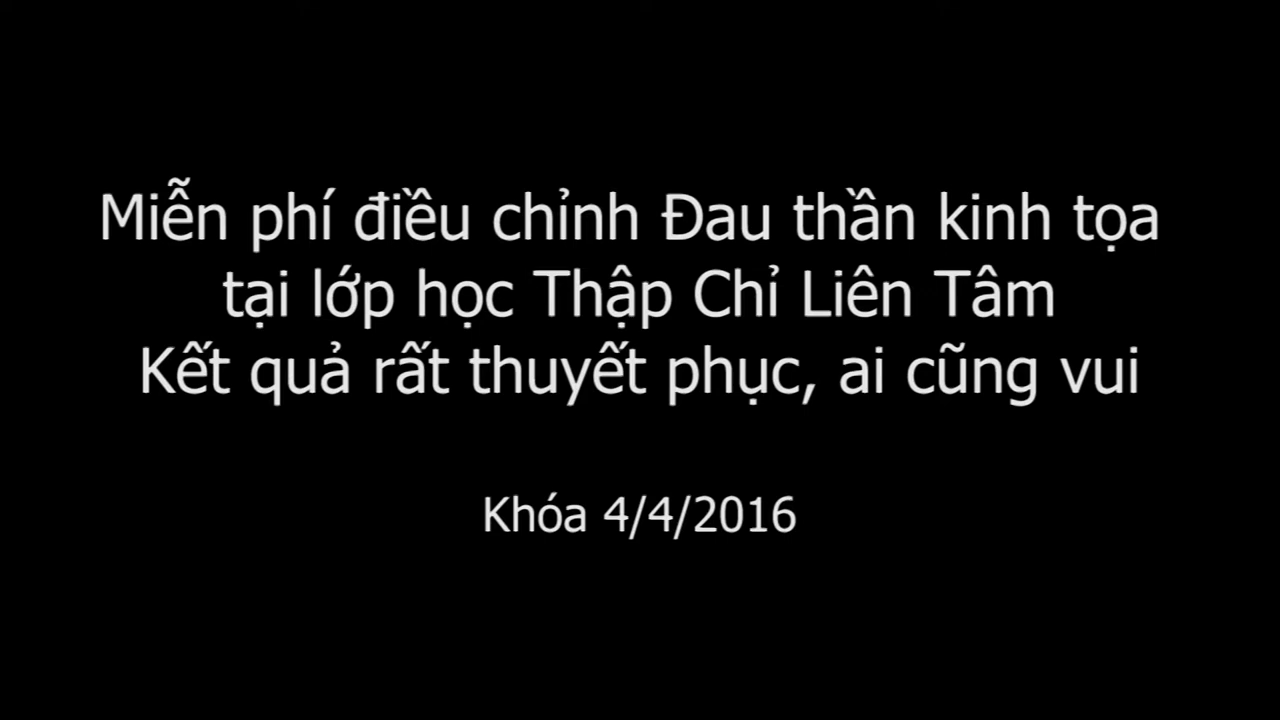 Miễn phí điều chỉnh Đau thần kinh tọa
tại lớp học Thập Chỉ Liên Tâm
Kết quả rất thuyết phục, ai cũng vui
Khóa 4/4/2016